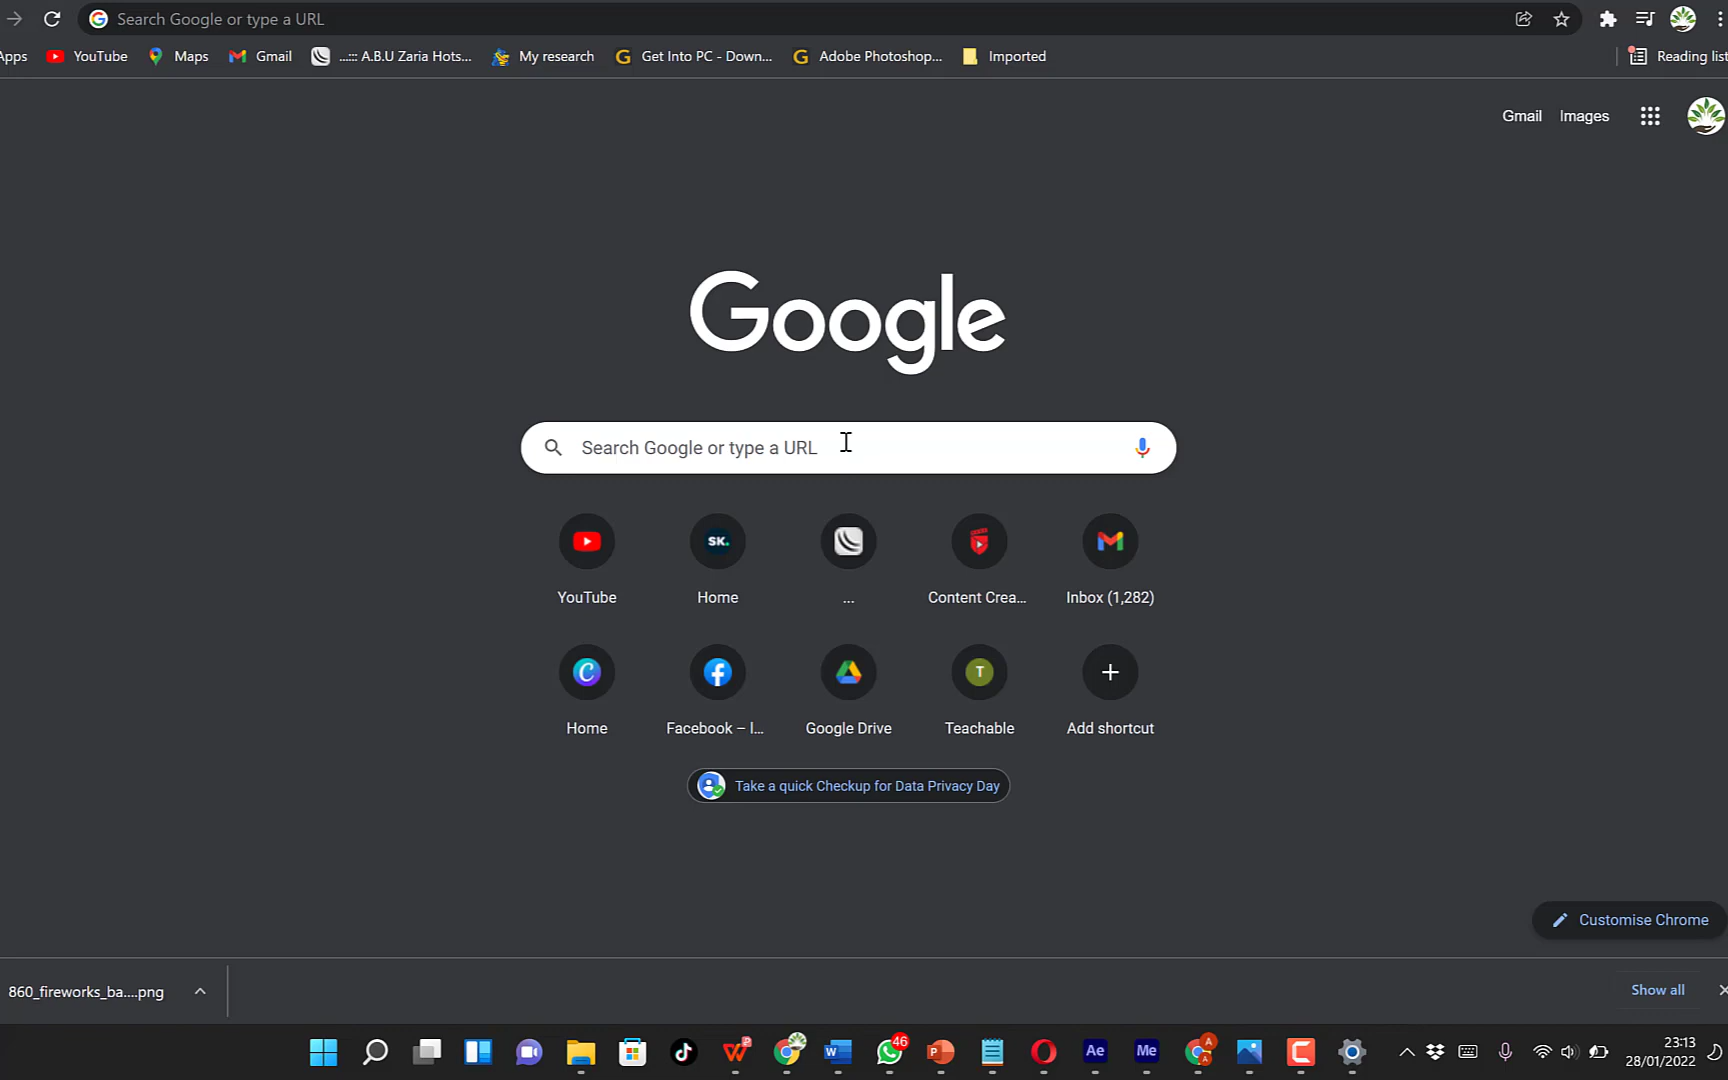 Search Google or type a URL
Apps YouTube Maps Gmail ..::: A.B.U Zaria Hots... My research Get Into PC - Down... Adobe Photoshop... Imported Reading list
Gmail Images
Google
Search Google or type a URL
SK.
YouTube Home ... Content Crea... Inbox (1,282)
T
Home Facebook – I... Google Drive Teachable Add shortcut
Take a quick Checkup for Data Privacy Day
Customise Chrome
860_fireworks_ba....png Show all
46 A A
Ae Me
23:13
28/01/2022